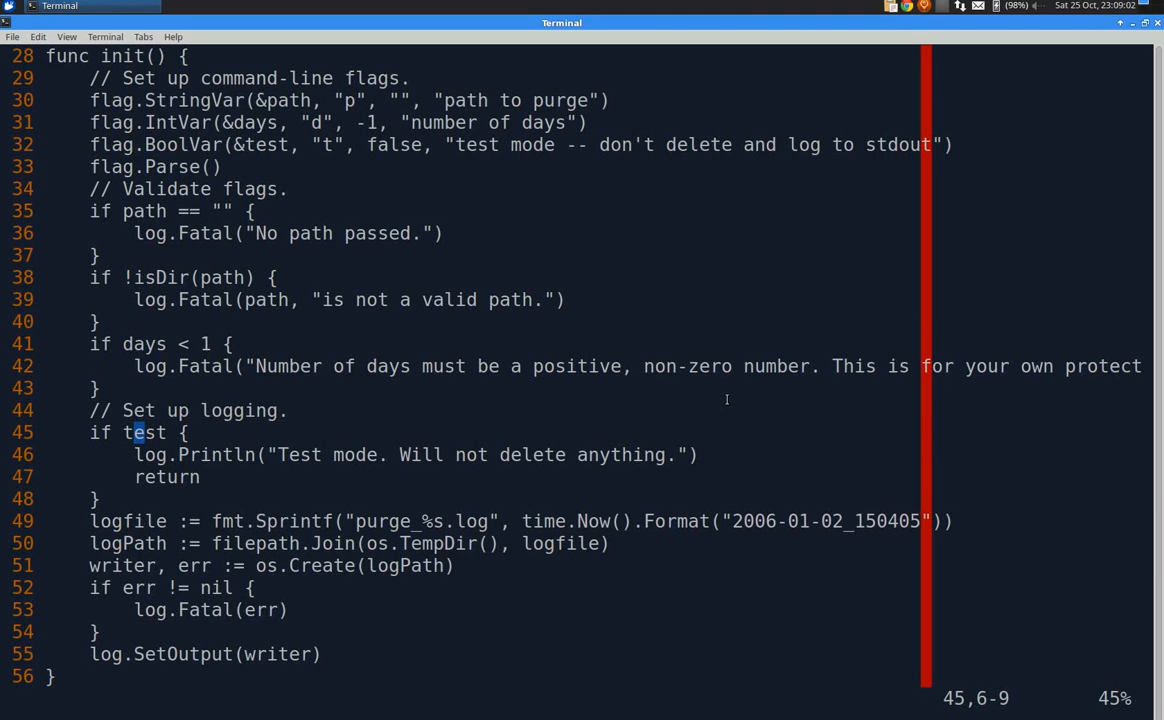 Terminal
(98%)
Sat 25 Oct, 23:09:02
Terminal
File Edit View Terminal Tabs Help
28 func init() {
29     // Set up command-line flags.
30     flag.StringVar(&path, "p", "", "path to purge")
31     flag.IntVar(&days, "d", -1, "number of days")
32     flag.BoolVar(&test, "t", false, "test mode -- don't delete and log to stdout")
33     flag.Parse()
34     // Validate flags.
35     if path == "" {
36         log.Fatal("No path passed.")
37     }
38     if !isDir(path) {
39         log.Fatal(path, "is not a valid path.")
40     }
41     if days < 1 {
42         log.Fatal("Number of days must be a positive, non-zero number. This is for your own protect
43     }
44     // Set up logging.
45     if test {
46         log.Println("Test mode. Will not delete anything.")
47         return
48     }
49     logfile := fmt.Sprintf("purge_%s.log", time.Now().Format("2006-01-02_150405"))
50     logPath := filepath.Join(os.TempDir(), logfile)
51     writer, err := os.Create(logPath)
52     if err != nil {
53         log.Fatal(err)
54     }
55     log.SetOutput(writer)
56 }
45,6-9 45%